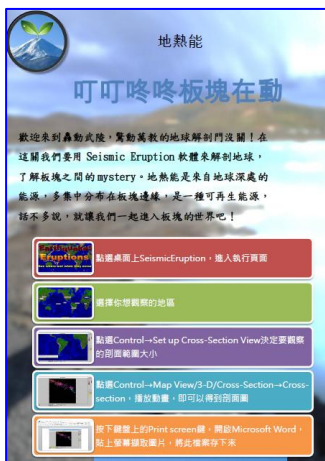 地熱能
叮叮咚咚板塊在動
歡迎來到轟動武陵,驚動萬教的地球解剖鬥沒關!在
這關我們要用 Seismic Eruption 軟體來解剖地球,
了解板塊之間的 mystery。地熱能是來自地球深處的
能源,多集中分布在板塊邊緣,是一種可再生能源,
話不多說,就讓我們一起進入板塊的世界吧!
Eruptions
點選桌面上SeismicEruption,進入執行頁面
選擇你想觀察的地區
點選Control→Set up Cross-Section View決定要觀察
的剖面範圍大小
點選Control→Map View/3-D/Cross-Section→Cross-
section,播放動畫,即可以得到剖面圖
按下鍵盤上的Print screen鍵,開啟Microsoft Word,
貼上螢幕擷取圖片,將此檔案存下來